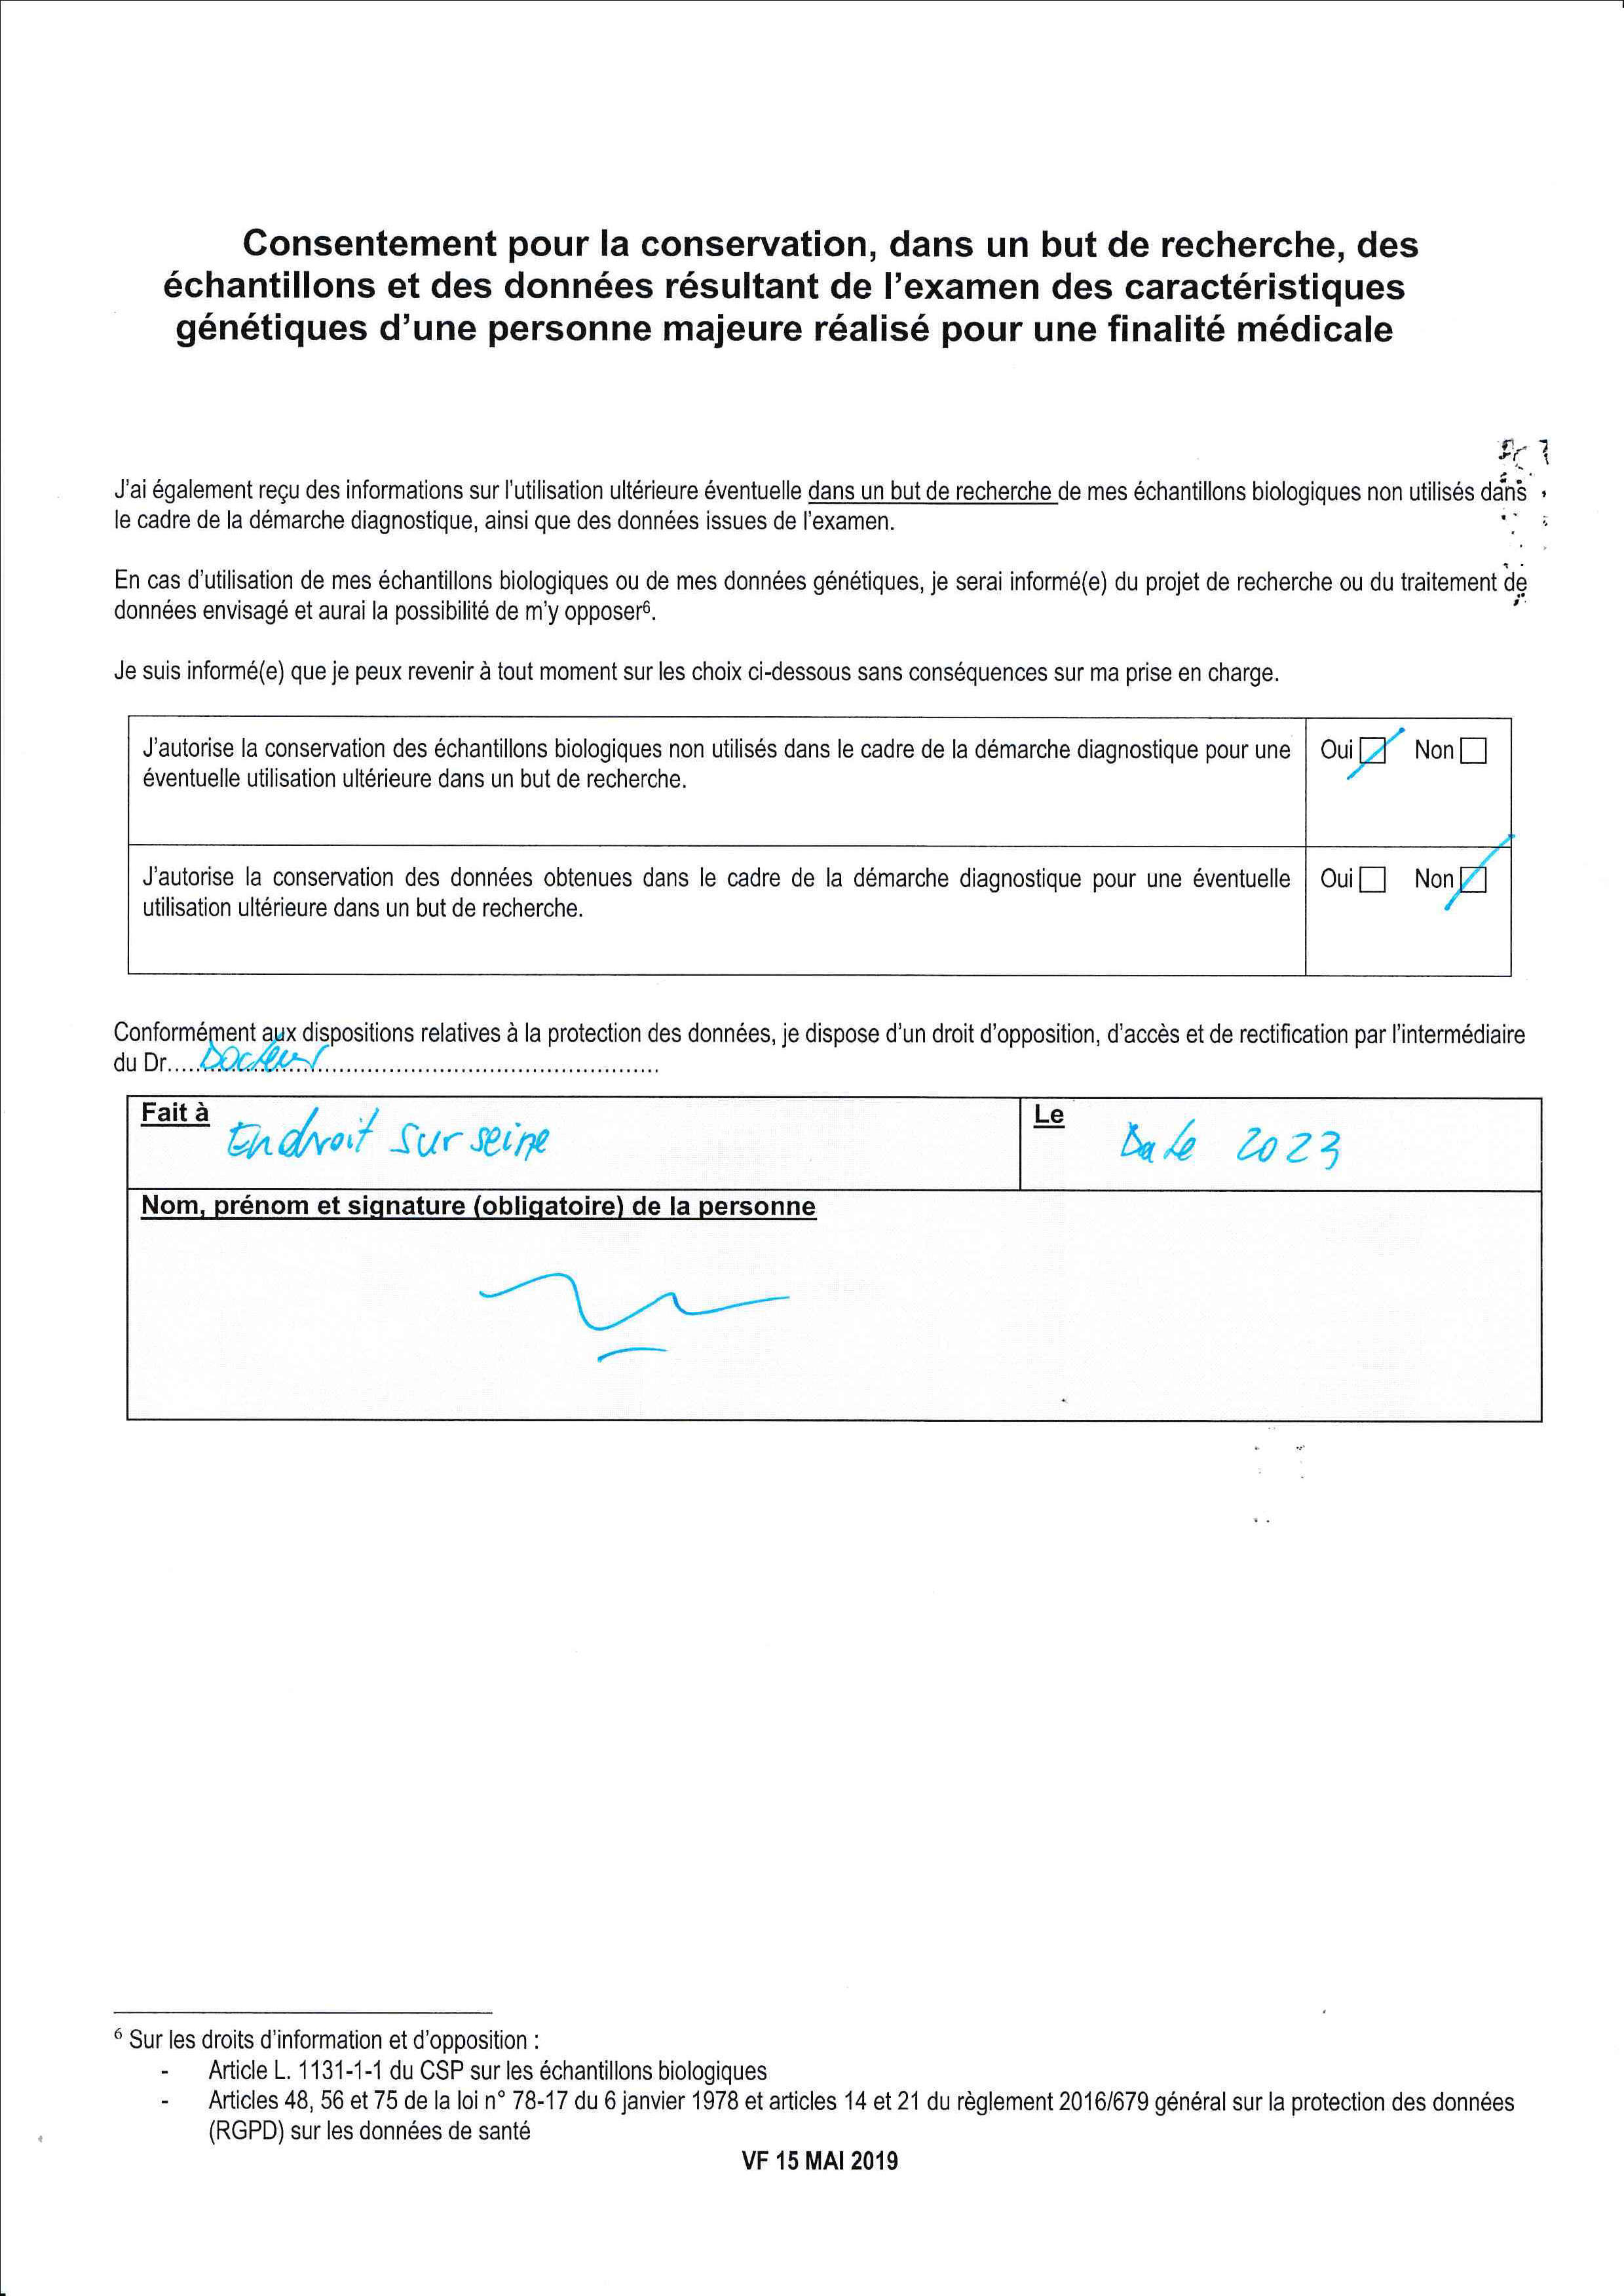 Consentement pour la conservation, dans un but de recherche, des
échantillons et des données résultant de l'examen des caractéristiques
génétiques d'une personne majeure réalisé pour une finalité médicale
J'ai également reçu des informations sur l'utilisation ultérieure éventuelle dans un but de recherche de mes échantillons biologiques non utilisés dans
le cadre de la démarche diagnostique, ainsi que des données issues de l'examen.
En cas d'utilisation de mes échantillons biologiques ou de mes données génétiques, je serai informé(e) du projet de recherche ou du traitement de
données envisagé et aurai la possibilité de m'y opposer⁶.
Je suis informé(e) que je peux revenir à tout moment sur les choix ci-dessous sans conséquences sur ma prise en charge.
J'autorise la conservation des échantillons biologiques non utilisés dans le cadre de la démarche diagnostique pour une Oui ☑ Non ☐
éventuelle utilisation ultérieure dans un but de recherche.
J'autorise la conservation des données obtenues dans le cadre de la démarche diagnostique pour une éventuelle Oui ☐ Non ☑
utilisation ultérieure dans un but de recherche.
Conformément aux dispositions relatives à la protection des données, je dispose d'un droit d'opposition, d'accès et de rectification par l'intermédiaire
du Dr.....Docteur..............................
Fait à Endroit sur seine Le Date 2023
Nom, prénom et signature (obligatoire) de la personne
⁶ Sur les droits d'information et d'opposition :
- Article L. 1131-1-1 du CSP sur les échantillons biologiques
- Articles 48, 56 et 75 de la loi n° 78-17 du 6 janvier 1978 et articles 14 et 21 du règlement 2016/679 général sur la protection des données
(RGPD) sur les données de santé
VF 15 MAI 2019